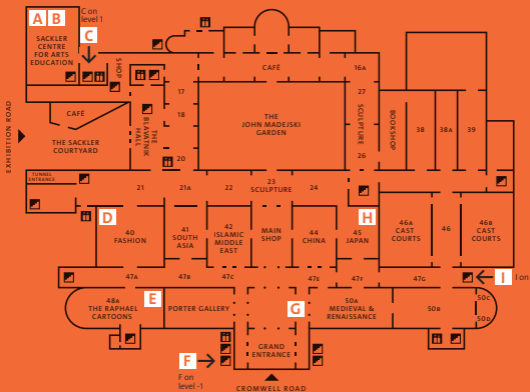 A B
C on
level 1
C
SACKLER
CENTRE
FOR ARTS
EDUCATION
SHOP
CAFÉ
16A
CAFÉ
THE SACKLER
COURTYARD
THE
BLAVATNIK
HALL
17
18
20
THE
JOHN MADEJSKI
GARDEN
27
SCULPTURE
26
BOOKSHOP
38
38A
39
EXHIBITION ROAD
TUNNEL
ENTRANCE
21
21A
22
23
SCULPTURE
24
D
H
40
FASHION
41
SOUTH
ASIA
42
ISLAMIC
MIDDLE
EAST
MAIN
SHOP
44
CHINA
45
JAPAN
46A
CAST
COURTS
46
46B
CAST
COURTS
47A
47B
47C
47E
47F
47G
I
I on
48A
THE RAPHAEL
CARTOONS
E
PORTER GALLERY
G
50A
MEDIEVAL &
RENAISSANCE
50B
50C
50D
GRAND
ENTRANCE
F
F on
level -1
CROMWELL ROAD